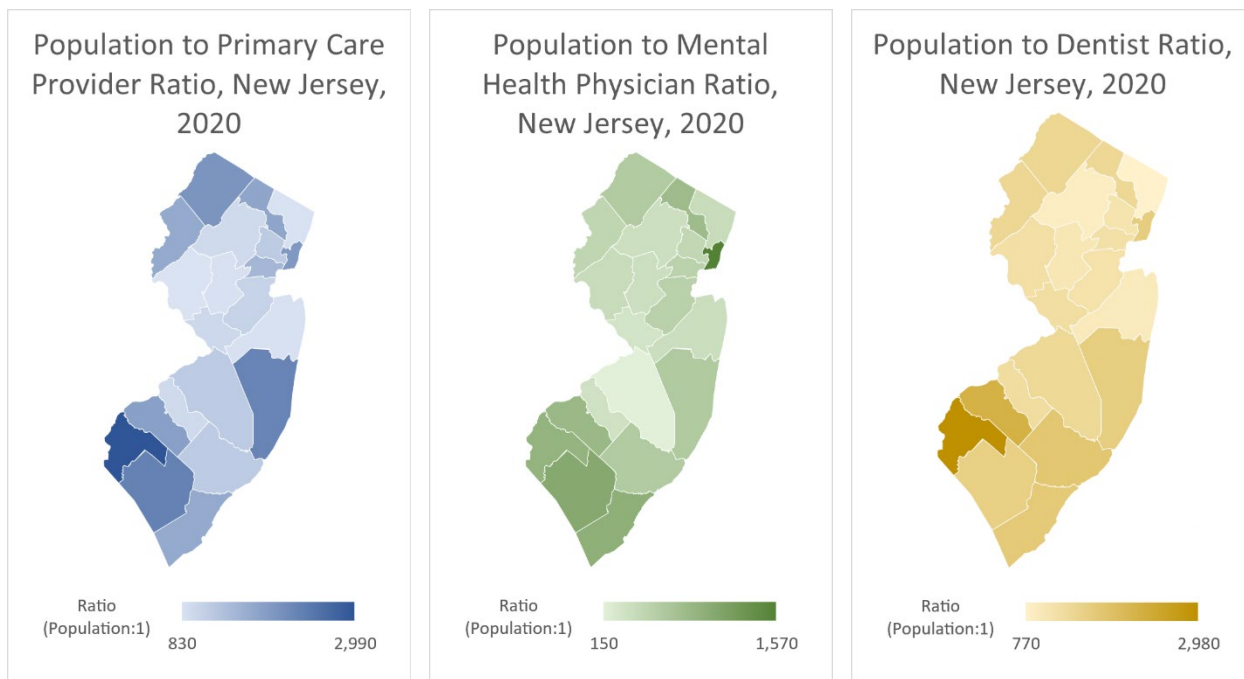 Population to Primary Care
Provider Ratio, New Jersey,
2020
Ratio
(Population:1)
830
2,990
Population to Mental
Health Physician Ratio,
New Jersey, 2020
Ratio
(Population:1)
150
1,570
Population to Dentist Ratio,
New Jersey, 2020
Ratio
(Population:1)
770
2,980